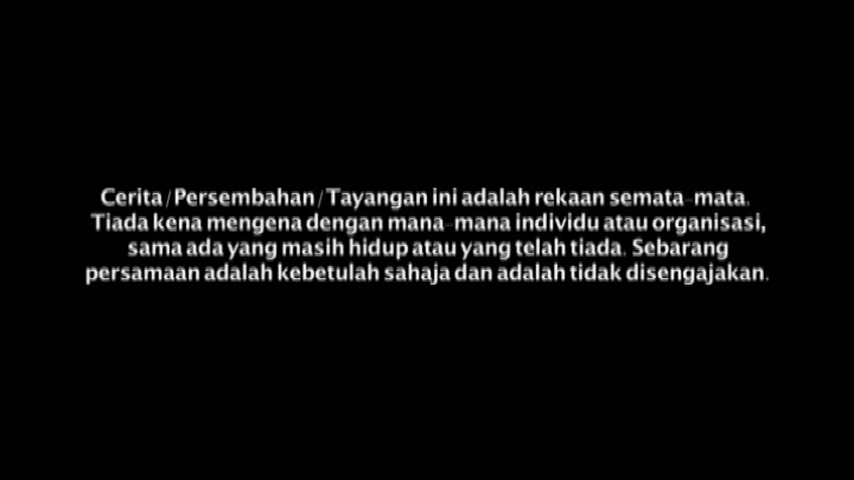 Cerita/Persembahan/Tayangan ini adalah rekaan semata-mata.
Tiada kena mengena dengan mana-mana individu atau organisasi,
sama ada yang masih hidup atau yang telah tiada. Sebarang
persamaan adalah kebetulah sahaja dan adalah tidak disengajakan.